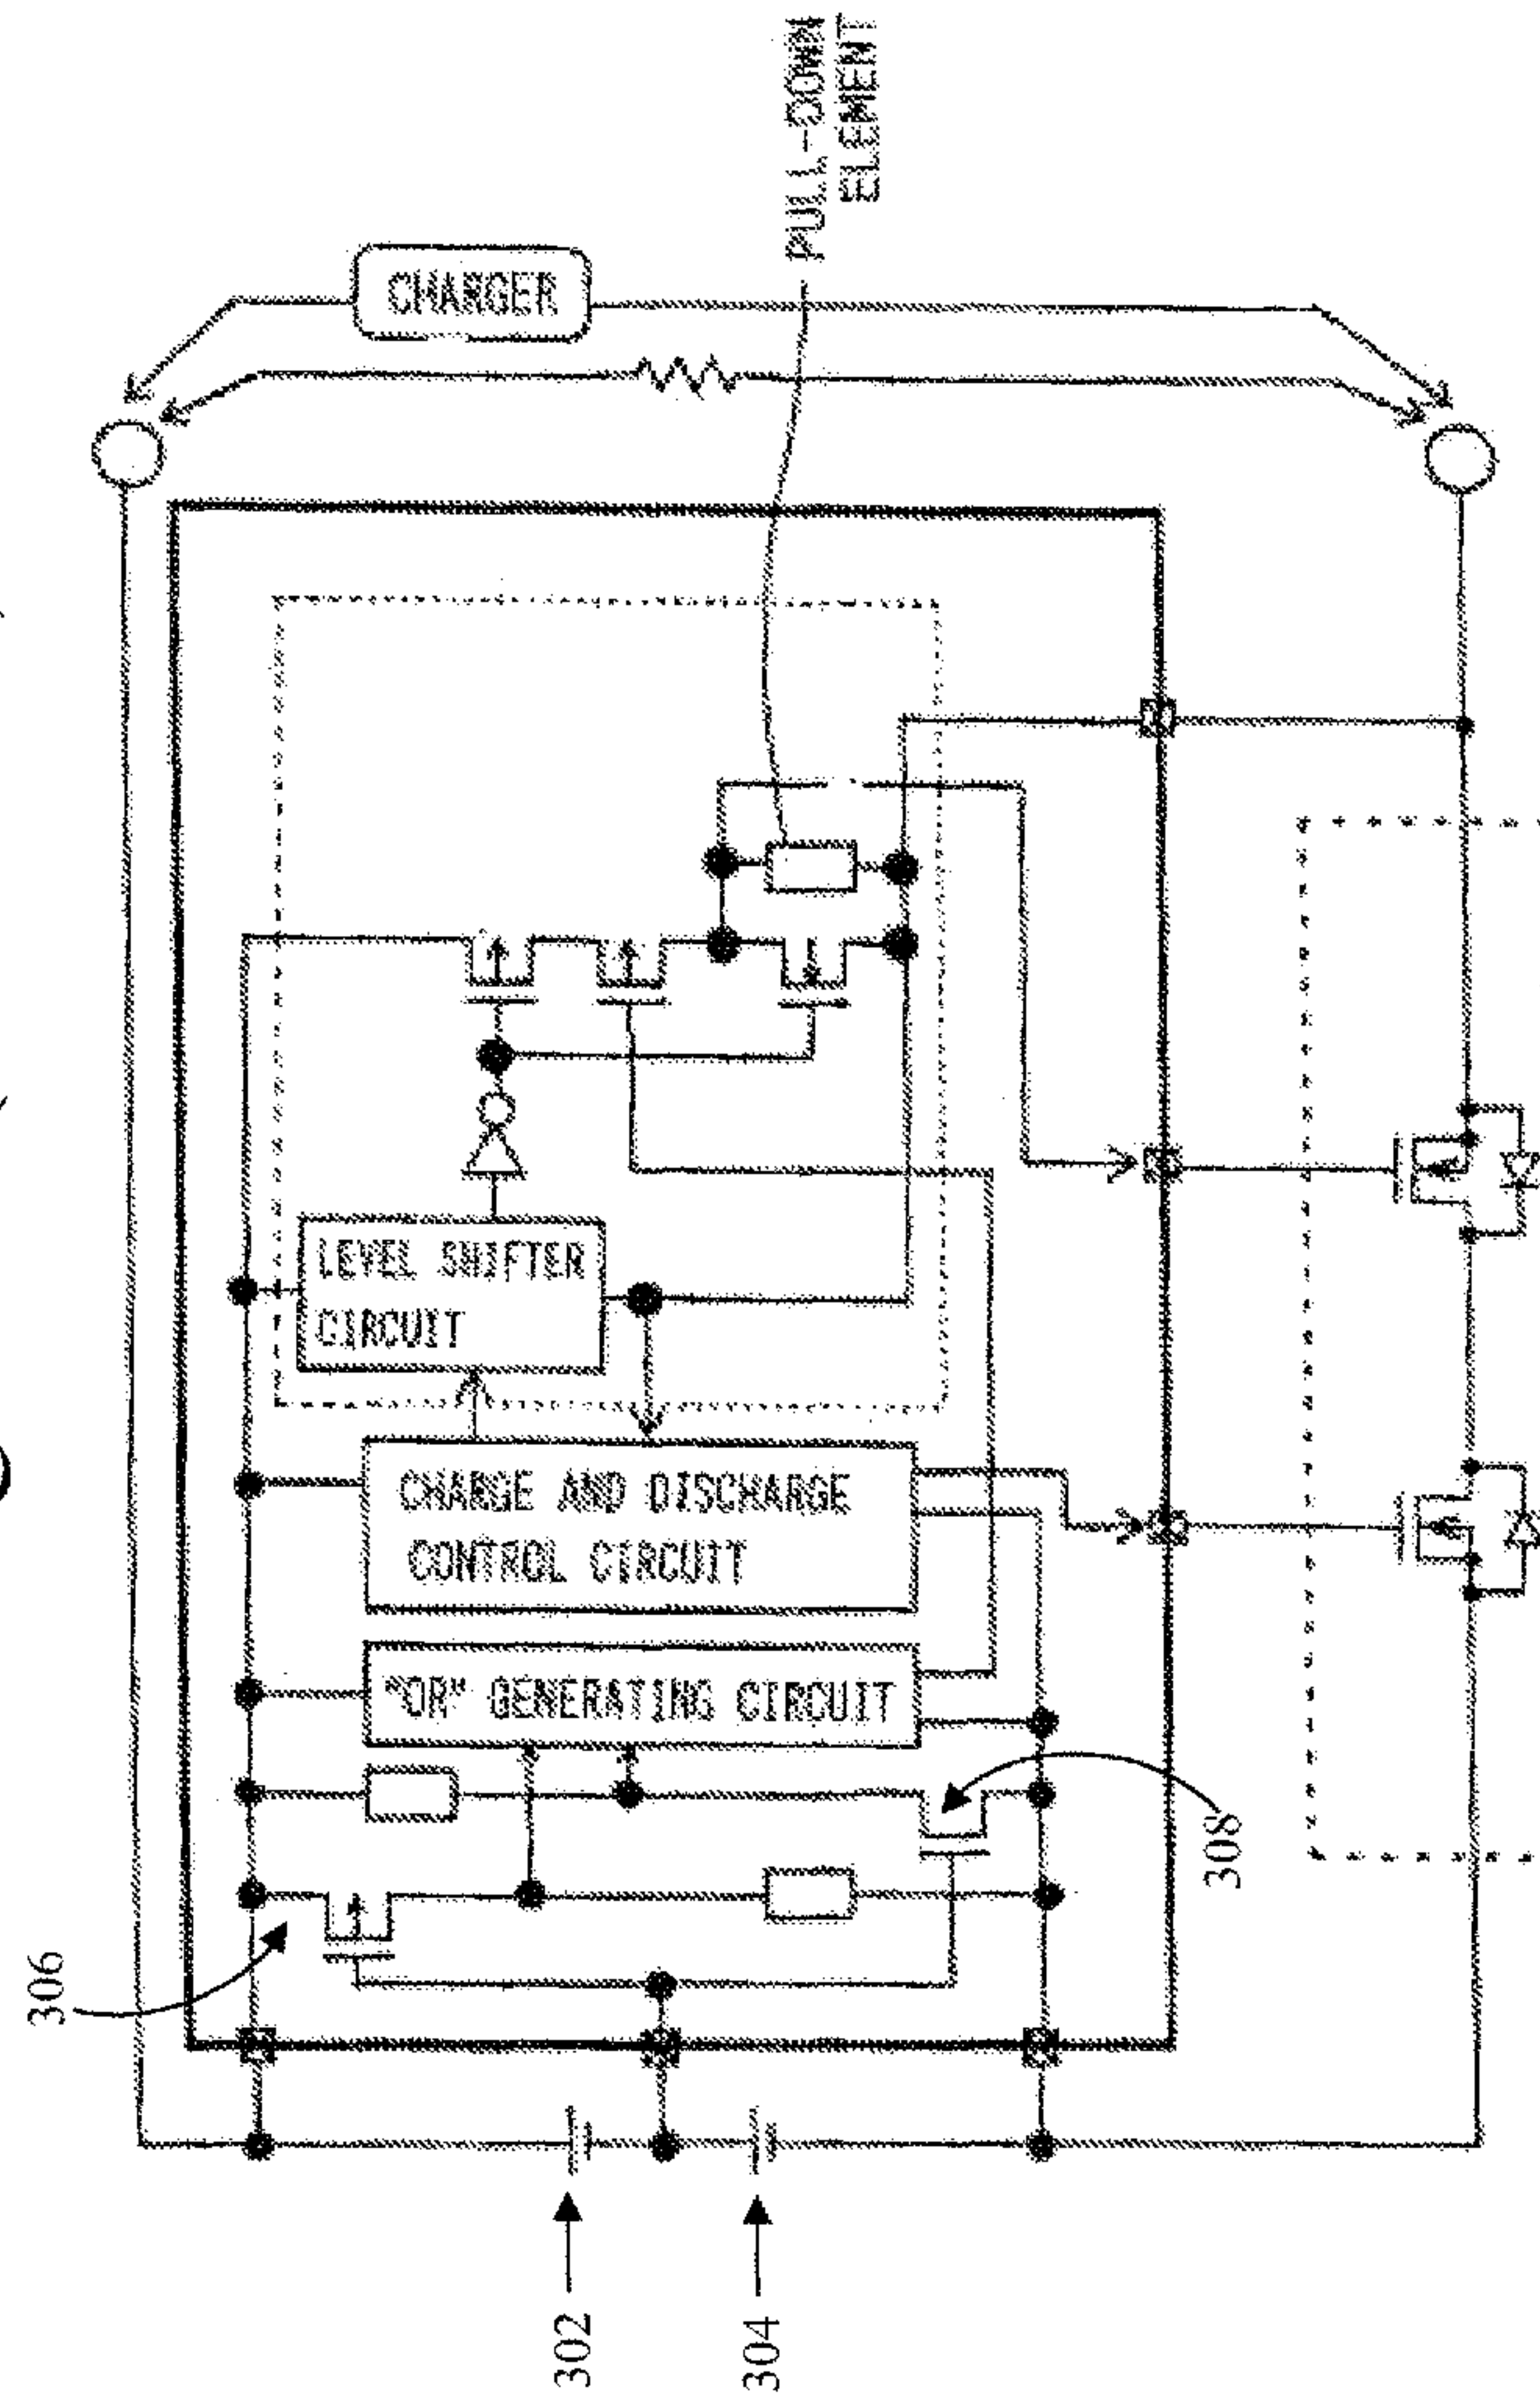 PULL-DOWN
ELEMENT
CHARGER
LEVEL SHIFTER
CIRCUIT
CHARGE AND DISCHARGE
CONTROL CIRCUIT
"OR" GENERATING CIRCUIT
306
308
302
304